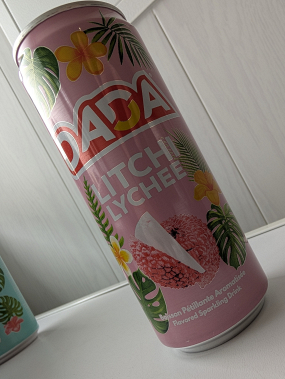 DADA
LITCHI
LYCHEE
Boisson Pétillante Aromatisée
Flavored Sparkling Drink